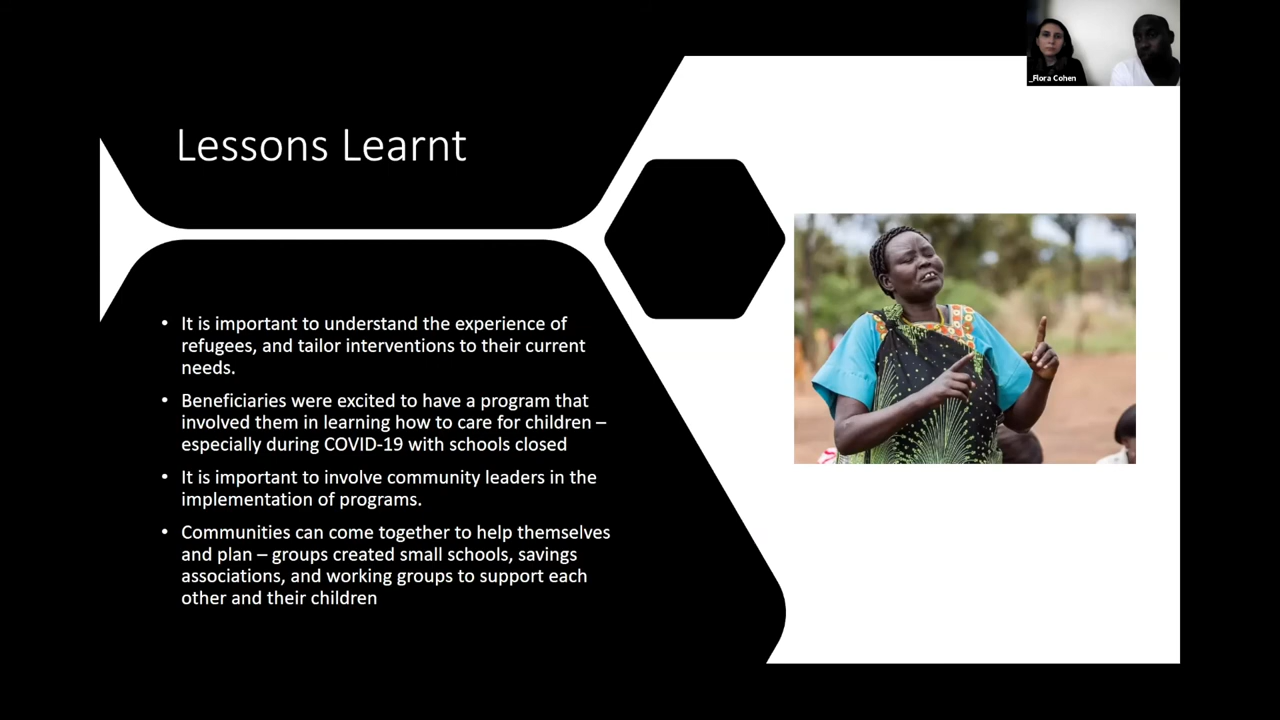 _Flora Cohen
Lessons Learnt
• It is important to understand the experience of
refugees, and tailor interventions to their current
needs.
• Beneficiaries were excited to have a program that
involved them in learning how to care for children –
especially during COVID-19 with schools closed
• It is important to involve community leaders in the
implementation of programs.
• Communities can come together to help themselves
and plan – groups created small schools, savings
associations, and working groups to support each
other and their children